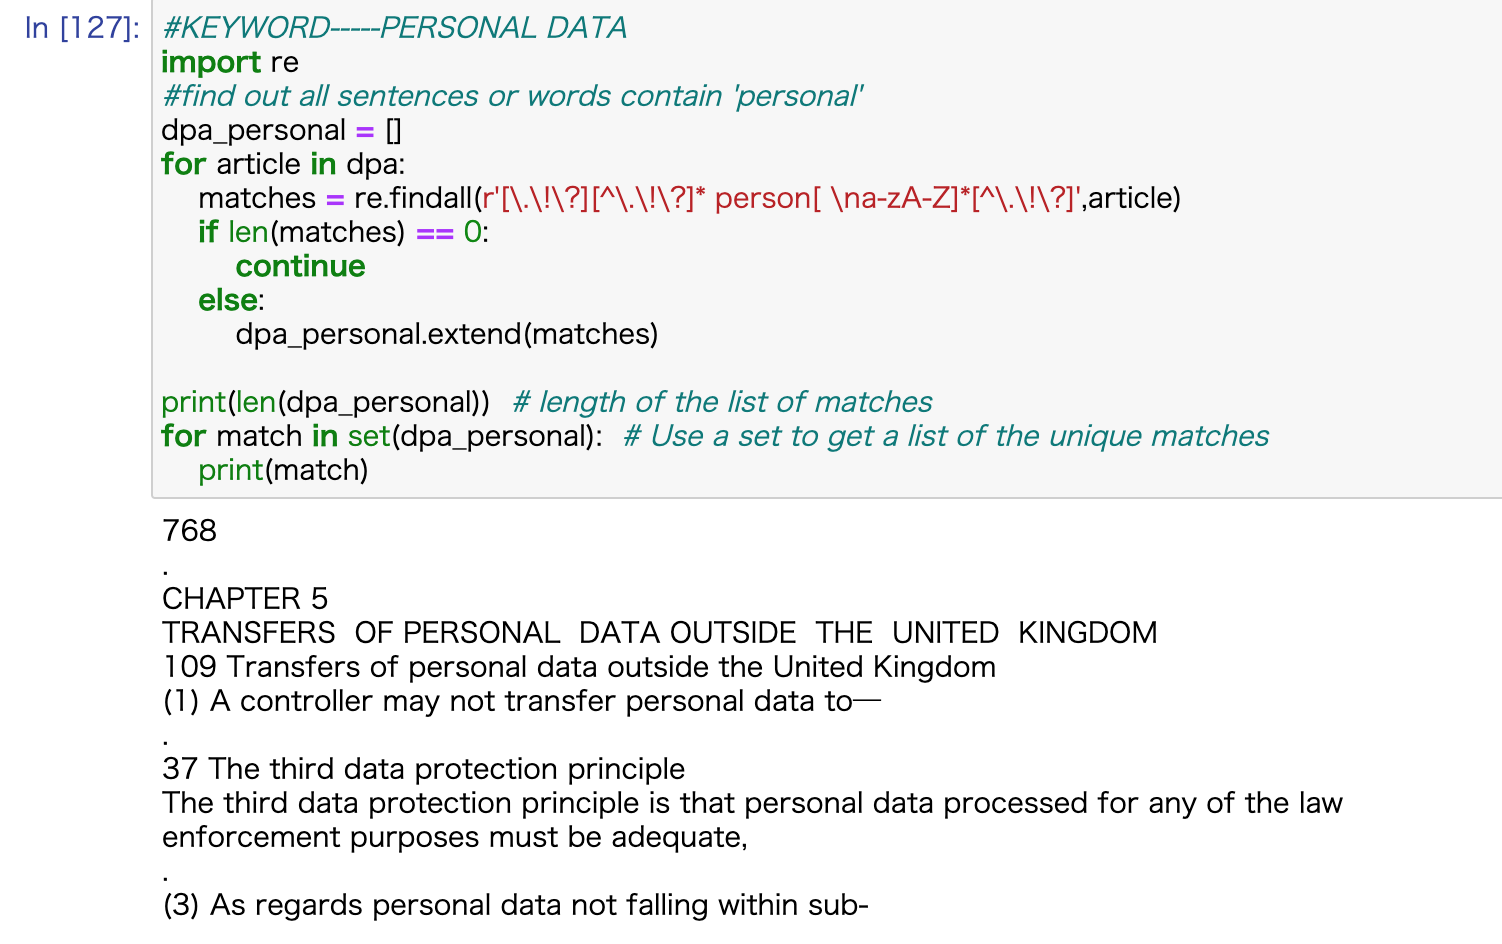 In [127]: #KEYWORD-----PERSONAL DATA
import re
#find out all sentences or words contain 'personal'
dpa_personal = []
for article in dpa:
matches = re.findall(r'[\.\!\?][^\.\!\?]* person[ \na-zA-Z]*[^\.\!\?]',article)
if len(matches) == 0:
continue
else:
dpa_personal.extend(matches)
print(len(dpa_personal)) # length of the list of matches
for match in set(dpa_personal): # Use a set to get a list of the unique matches
print(match)
768
.
CHAPTER 5
TRANSFERS OF PERSONAL DATA OUTSIDE THE UNITED KINGDOM
109 Transfers of personal data outside the United Kingdom
(1) A controller may not transfer personal data to—
.
37 The third data protection principle
The third data protection principle is that personal data processed for any of the law
enforcement purposes must be adequate,
.
(3) As regards personal data not falling within sub-